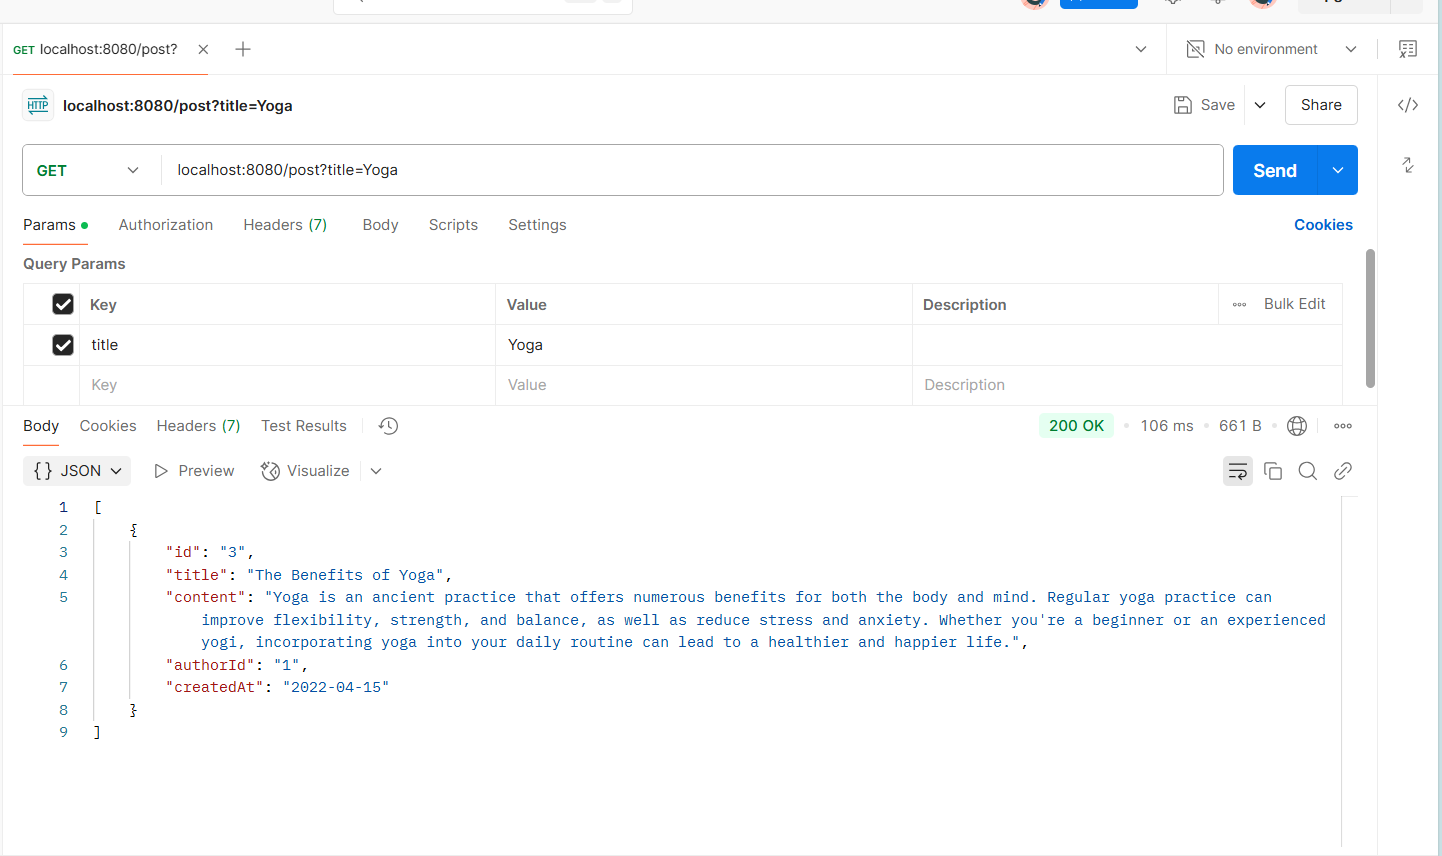 GET localhost:8080/post?
No environment
HTTP localhost:8080/post?title=Yoga
Save
Share
GET
localhost:8080/post?title=Yoga
Send
Params
Authorization
Headers (7)
Body
Scripts
Settings
Cookies
Query Params
Key
Value
Description
Bulk Edit
title
Yoga
Key
Value
Description
Body
Cookies
Headers (7)
Test Results
200 OK
106 ms
661 B
{} JSON
Preview
Visualize
1 [
2 {
3 "id": "3",
4 "title": "The Benefits of Yoga",
5 "content": "Yoga is an ancient practice that offers numerous benefits for both the body and mind. Regular yoga practice can
improve flexibility, strength, and balance, as well as reduce stress and anxiety. Whether you're a beginner or an experienced
yogi, incorporating yoga into your daily routine can lead to a healthier and happier life.",
6 "authorId": "1",
7 "createdAt": "2022-04-15"
8 }
9 ]